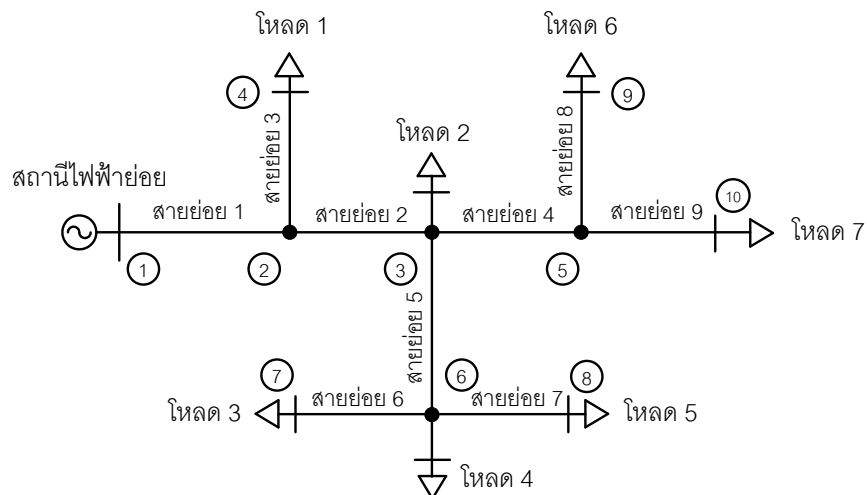 โหลด 1
โหลด 6
4
9
สายย่อย 3
โหลด 2
สายย่อย 8
สถานีไฟฟ้าย่อย
สายย่อย 1
สายย่อย 2
สายย่อย 4
สายย่อย 9
10
โหลด 7
1
2
3
5
สายย่อย 5
7
6
8
โหลด 3
สายย่อย 6
สายย่อย 7
โหลด 5
โหลด 4